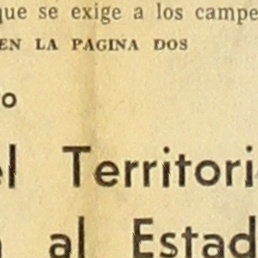 que se exige a los campe
EN LA PAGINA DOS
o
el Territori
al Estad